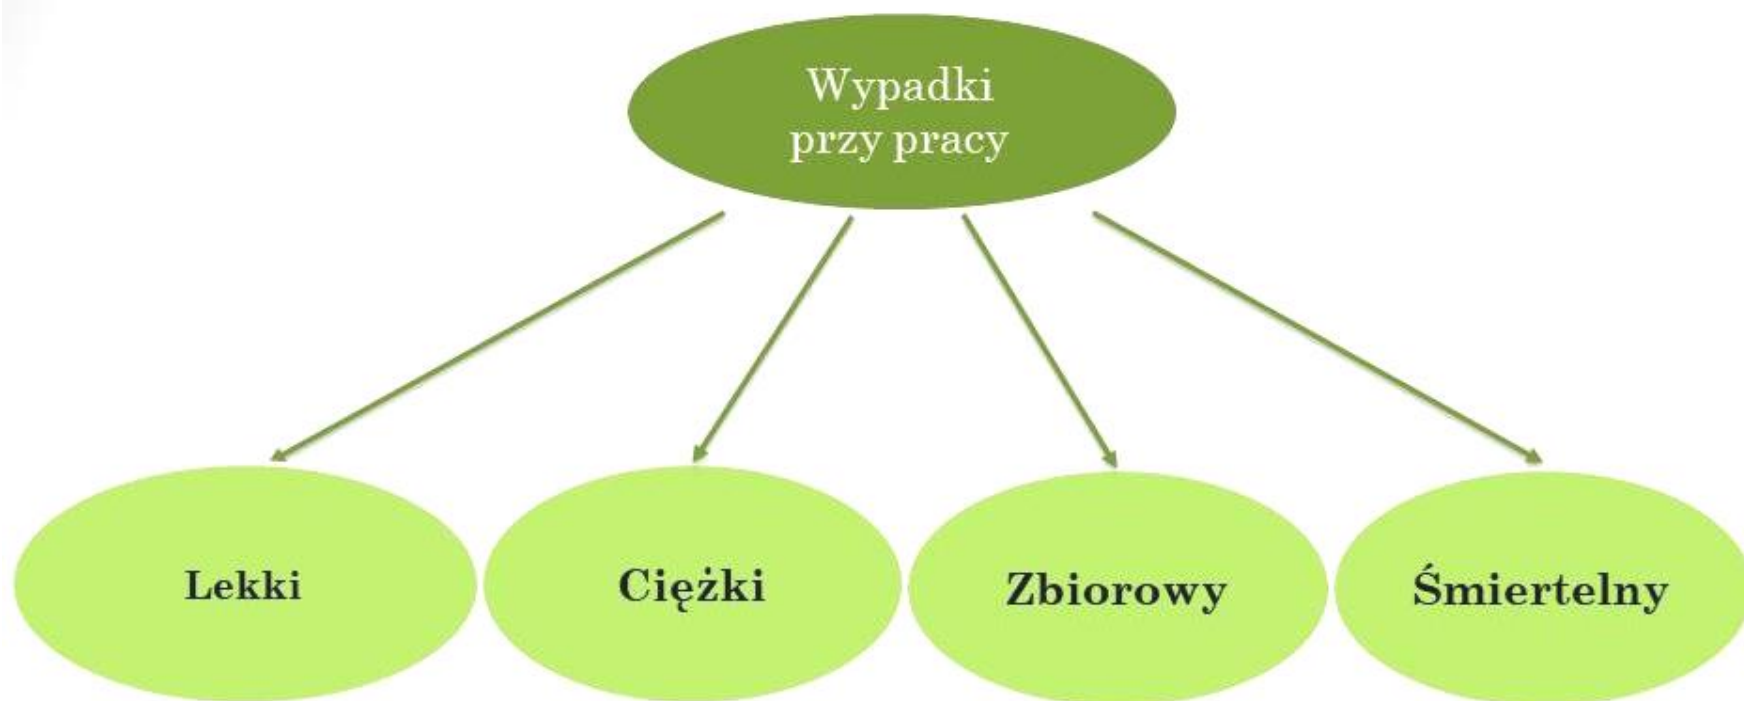 Wypadki
przy pracy
Lekki
Ciężki
Zbiorowy
Śmiertelny